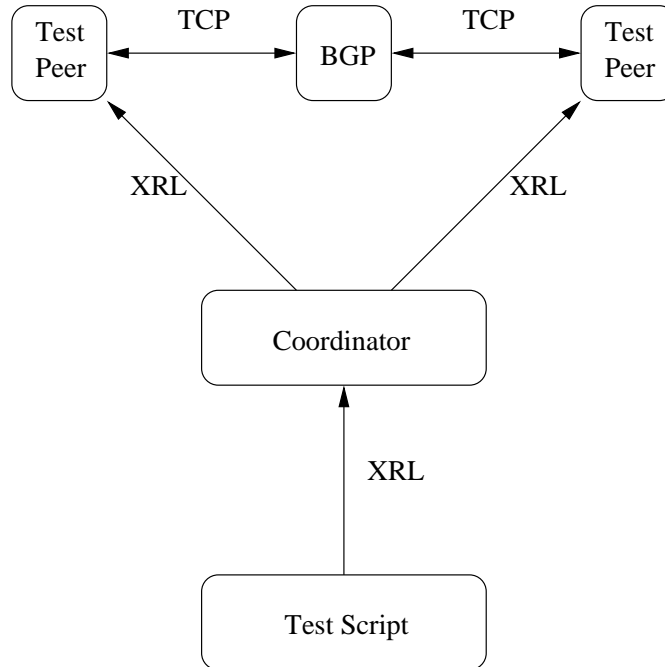 TCP
TCP
Test
Peer
BGP
Test
Peer
XRL
XRL
Coordinator
XRL
Test Script